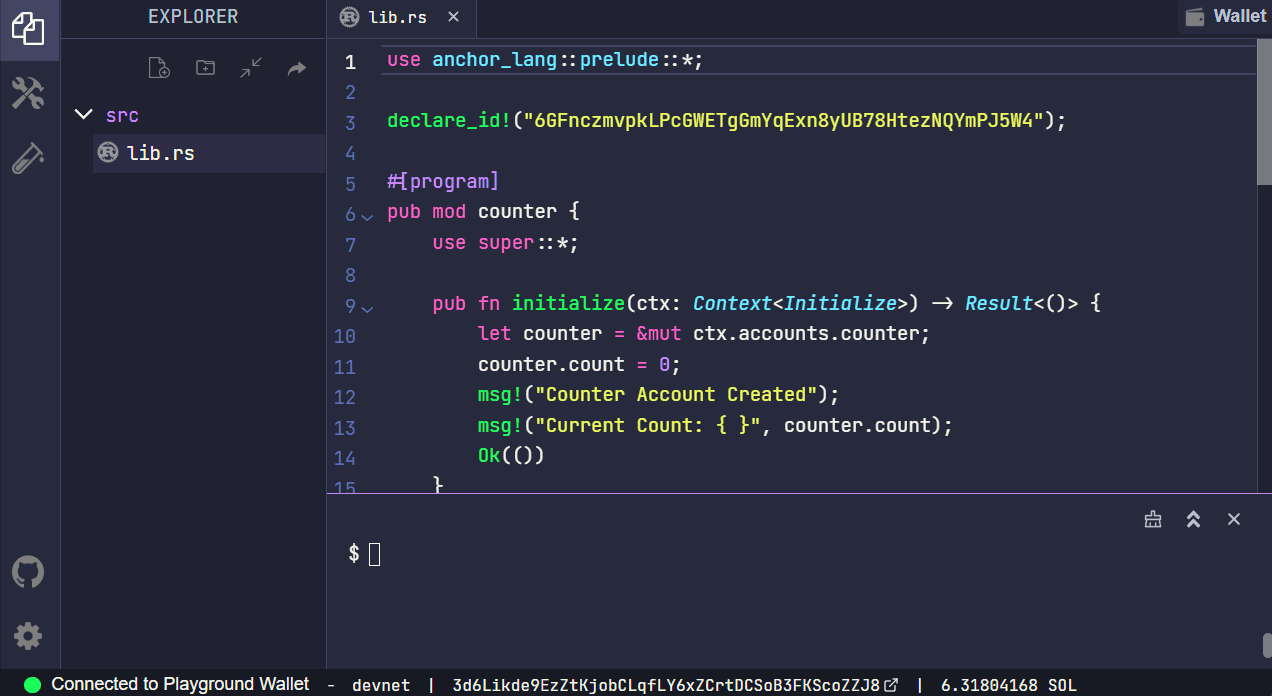 EXPLORER
lib.rs
Wallet
src
lib.rs
1 use anchor_lang::prelude::*;
2
3 declare_id!("6GFnczmvpkLPcGWETgGmYqExn8yUB78HtezNQYmPJ5W4");
4
5 #[program]
6 pub mod counter {
7 use super::*;
8
9 pub fn initialize(ctx: Context<Initialize>) -> Result<()> {
10 let counter = &mut ctx.accounts.counter;
11 counter.count = 0;
12 msg!("Counter Account Created");
13 msg!("Current Count: { }", counter.count);
14 Ok(())
15 }
$
Connected to Playground Wallet - devnet | 3d6Likde9EzZtKjobCLqfLY6xZCrtDCSoB3FKScoZZJ8 | 6.31804168 SOL